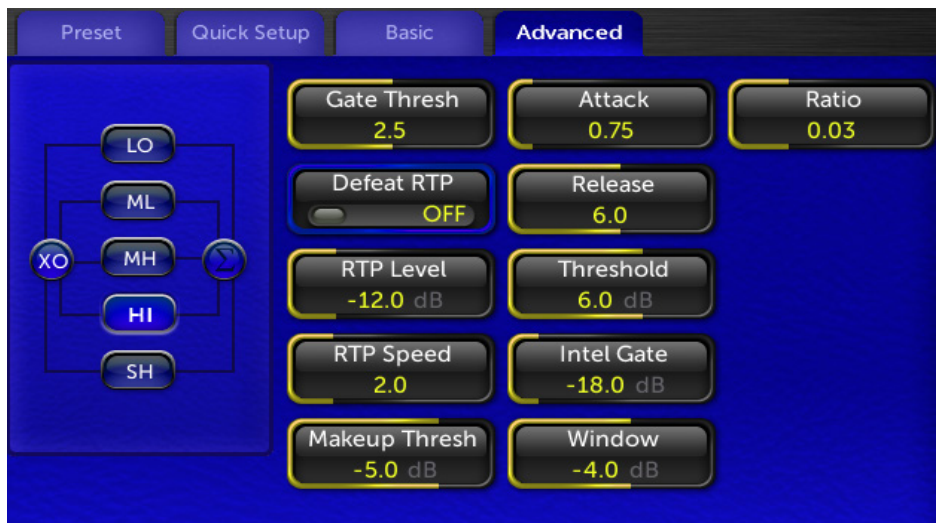 Preset
Quick Setup
Basic
Advanced
LO
ML
XO
MH
Σ
HI
SH
Gate Thresh
2.5
Attack
0.75
Ratio
0.03
Defeat RTP
OFF
Release
6.0
RTP Level
-12.0 dB
Threshold
6.0 dB
RTP Speed
2.0
Intel Gate
-18.0 dB
Makeup Thresh
-5.0 dB
Window
-4.0 dB